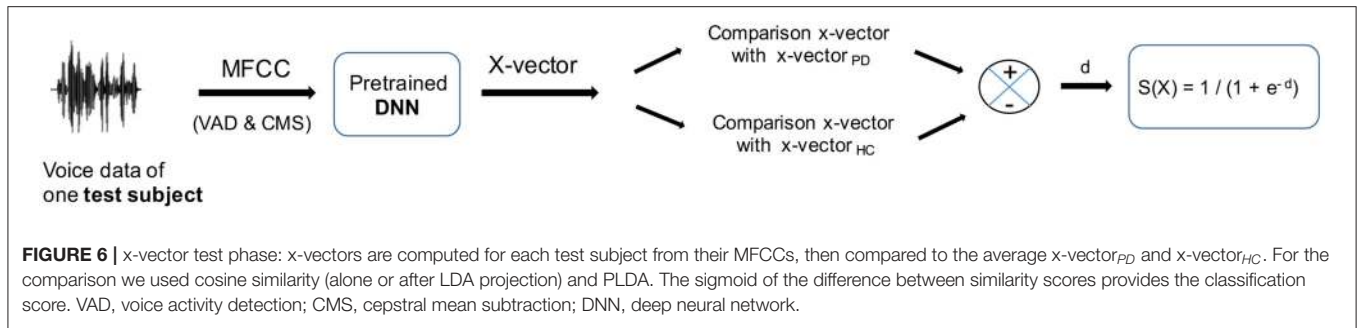 MFCC
(VAD & CMS)
Voice data of
one test subject
Pretrained
DNN
X-vector
Comparison x-vector
with x-vector PD
Comparison x-vector
with x-vector HC
+
-
d
S(X) = 1 / (1 + e-d)
FIGURE 6 | x-vector test phase: x-vectors are computed for each test subject from their MFCCs, then compared to the average x-vectorPD and x-vectorHC. For the
comparison we used cosine similarity (alone or after LDA projection) and PLDA. The sigmoid of the difference between similarity scores provides the classification
score. VAD, voice activity detection; CMS, cepstral mean subtraction; DNN, deep neural network.